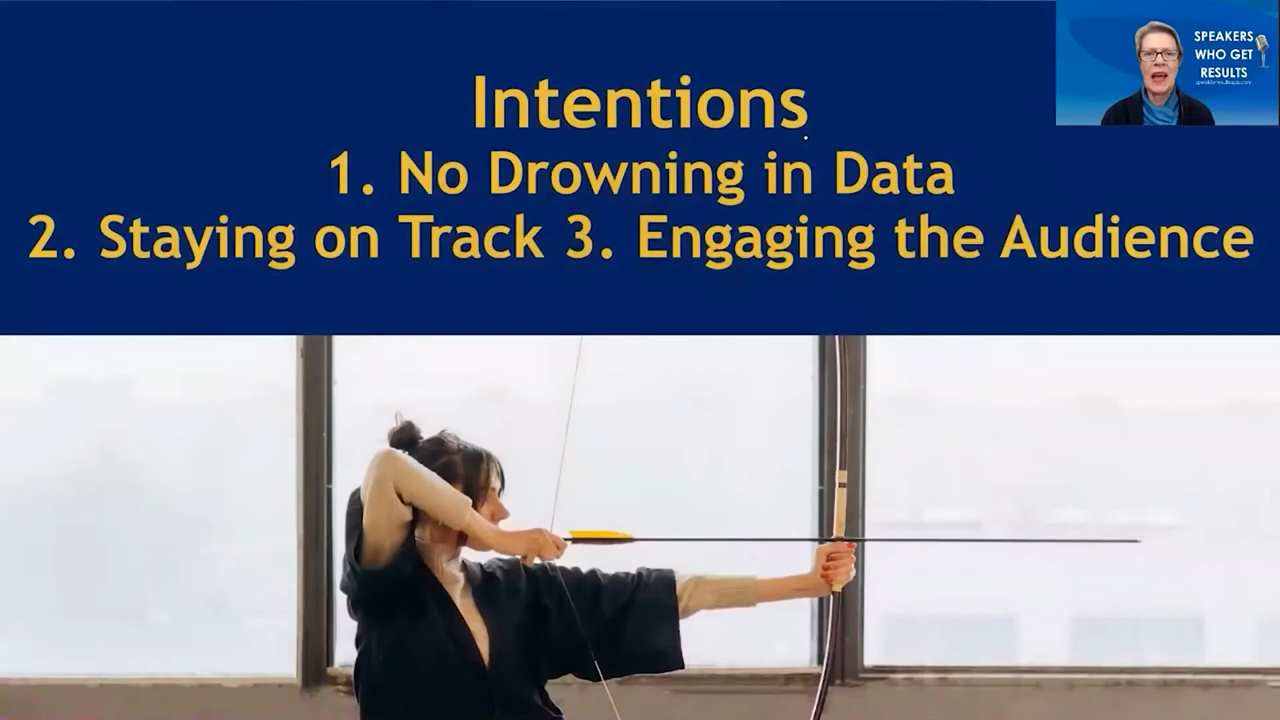 Intentions
1. No Drowning in Data
2. Staying on Track 3. Engaging the Audience
SPEAKERS
WHO GET
RESULTS